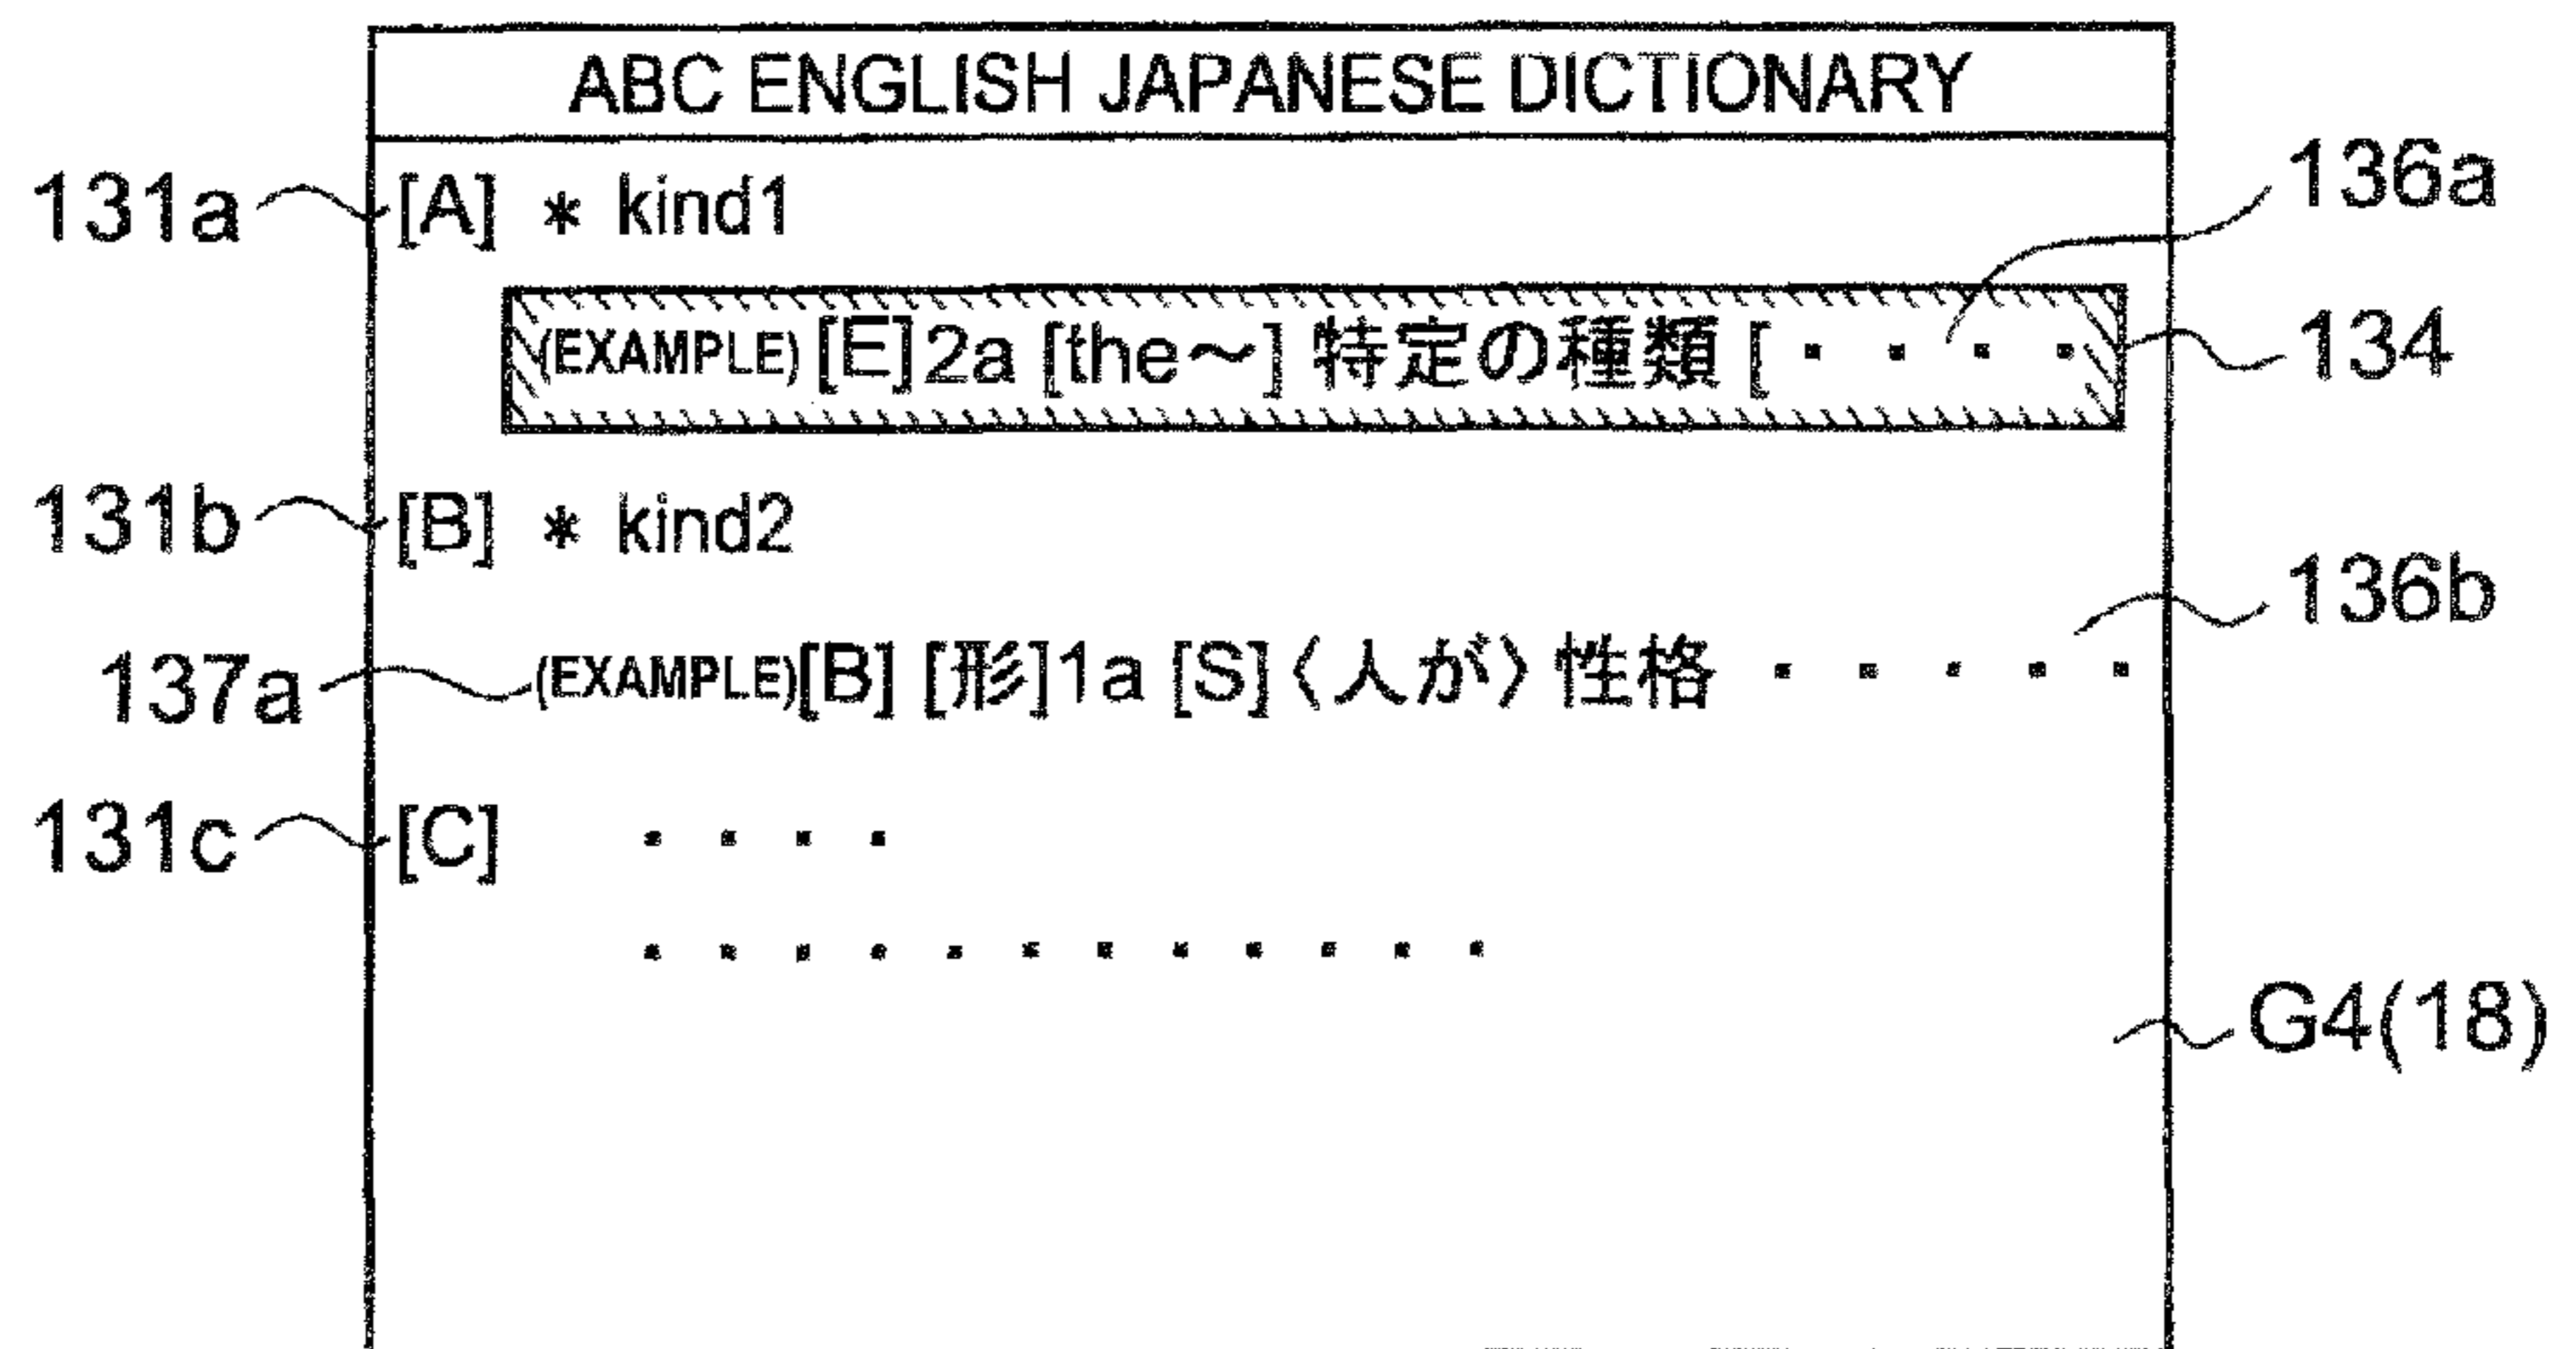 ABC ENGLISH JAPANESE DICTIONARY
131a [A] * kind1 136a
(EXAMPLE) [E]2a [the～] 特定の種類 [ ・ ・ ・ ・ 134
131b [B] * kind2
136b
137a (EXAMPLE)[B] [形]1a [S]〈人が〉性格 ・ ・ ・ ・ ・
131c [C] ・ ・ ・ ・
・ ・ ・ ・ ・ ・ ・ ・ ・ ・ ・ ・
G4(18)